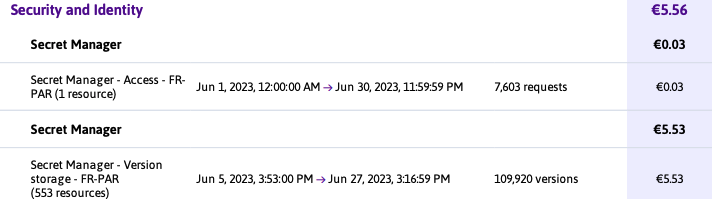 Security and Identity €5.56
Secret Manager €0.03
Secret Manager - Access - FR-
PAR (1 resource) Jun 1, 2023, 12:00:00 AM → Jun 30, 2023, 11:59:59 PM 7,603 requests €0.03
Secret Manager €5.53
Secret Manager - Version
storage - FR-PAR Jun 5, 2023, 3:53:00 PM → Jun 27, 2023, 3:16:59 PM 109,920 versions €5.53
(553 resources)